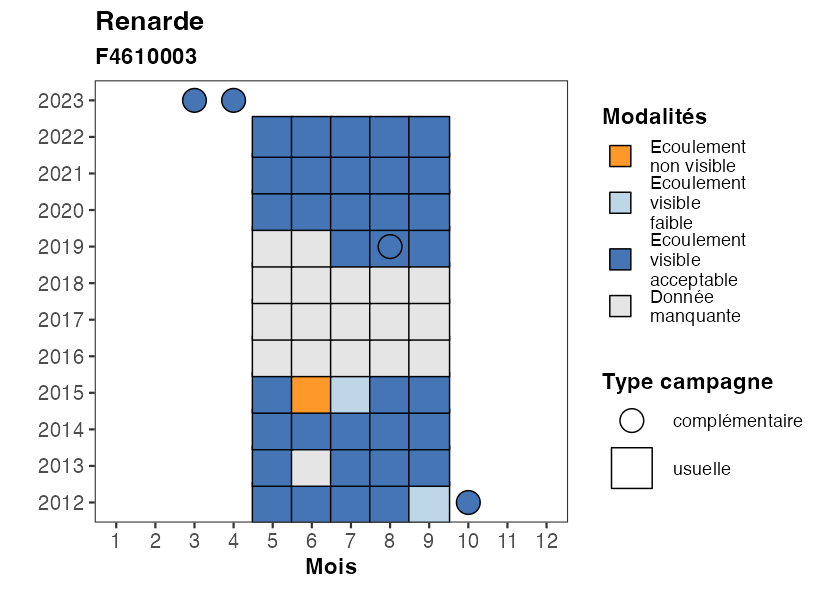 Renarde
F4610003
2023
2022
2021
2020
2019
2018
2017
2016
2015
2014
2013
2012
1 2 3 4 5 6 7 8 9 10 11 12
Mois
Modalités
Ecoulement
non visible
Ecoulement
visible
faible
Ecoulement
visible
acceptable
Donnée
manquante
Type campagne
complémentaire
usuelle